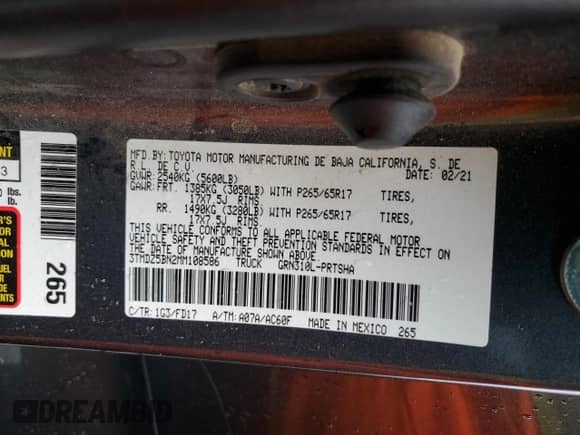 MFD.BY:TOYOTA MOTOR MANUFACTURING DE BAJA CALIFORNIA, S. DE
R.L. DE C.V. 02/21
GVWR: 2540KG (5600LB)
GAWR:FRT. 1385KG (3050LB) WITH P265/65R17 TIRES,
17X7.5J RIMS
RR. 1490KG (3280LB) WITH P265/65R17 TIRES,
17X7.5J RIMS
THIS VEHICLE CONFORMS TO ALL APPLICABLE FEDERAL MOTOR
VEHICLE SAFETY AND THEFT PREVENTION STANDARDS IN EFFECT ON
THE DATE OF MANUFACTURE SHOWN ABOVE.
3TMDZ5BN2MM108506 TRUCK GRN310L-PRTSHA
C/TR: 1G3/FD17 A/TM: A07A/AC60F MADE IN MEXICO 265
265
lbs.
DREAMBID